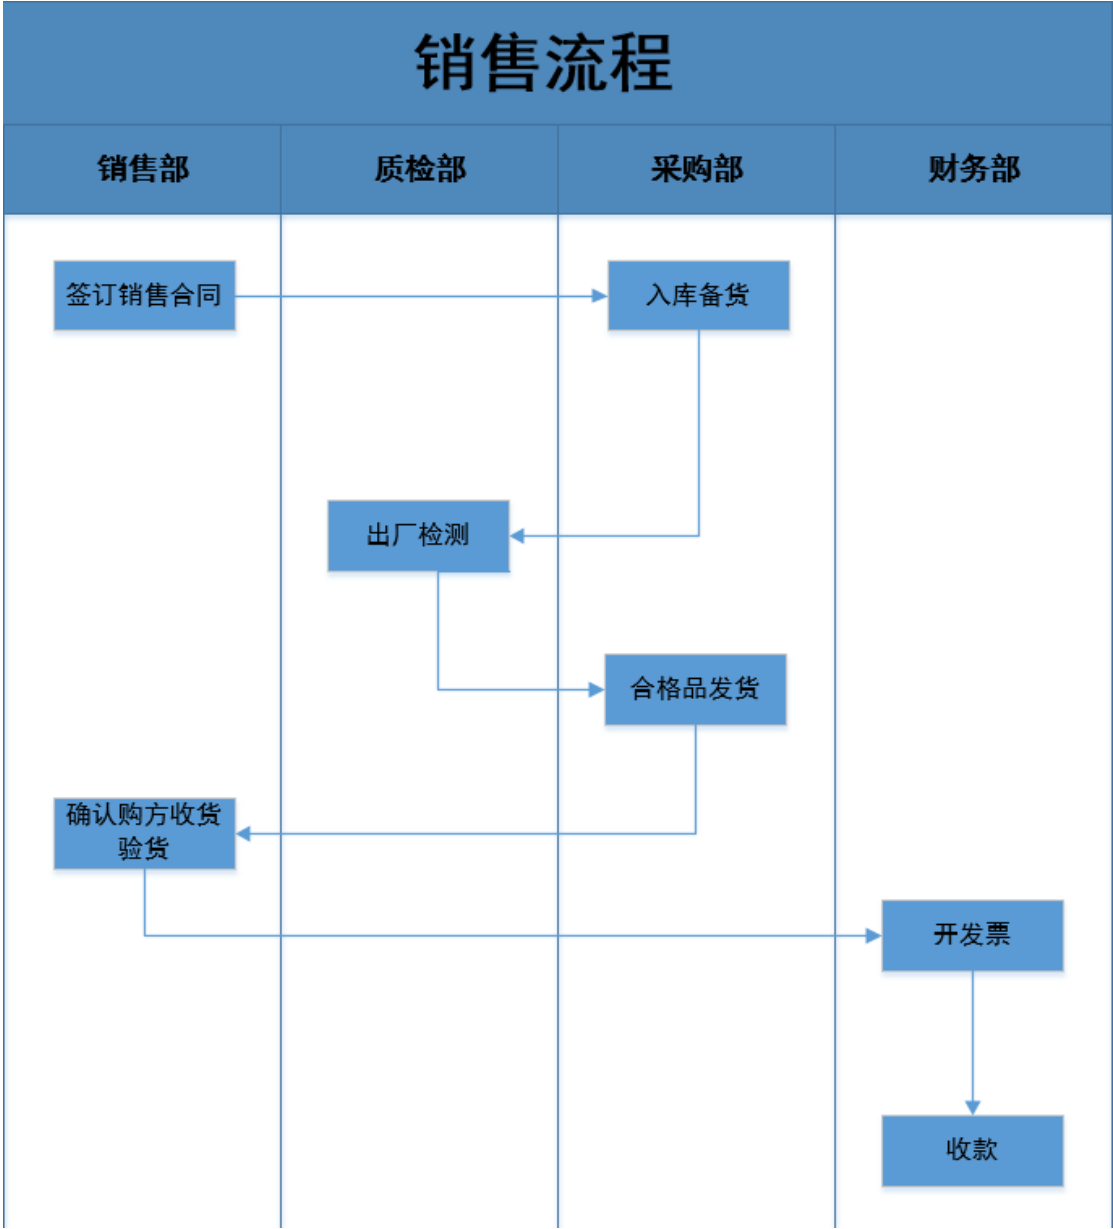 销售流程
销售部
质检部
采购部
财务部
签订销售合同
入库备货
出厂检测
合格品发货
确认购方收货
验货
开发票
收款